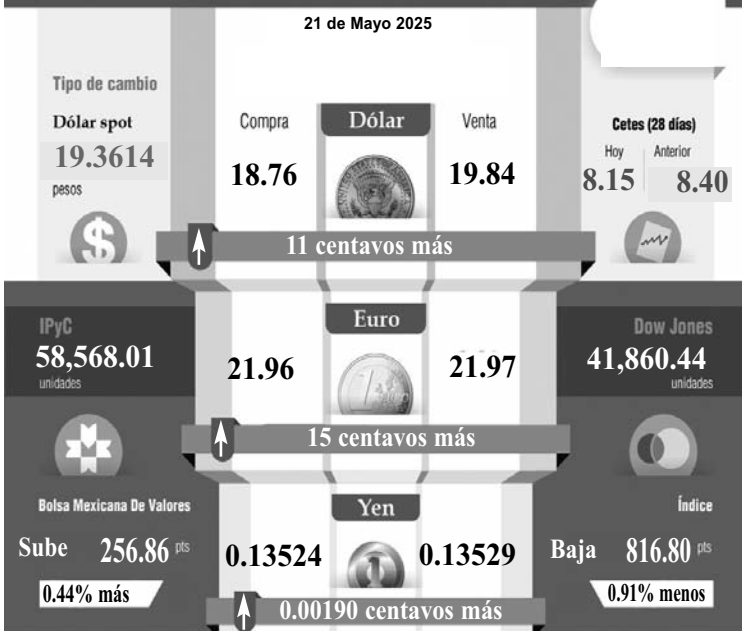 21 de Mayo 2025
Tipo de cambio
Dólar spot
19.3614
pesos
Compra
Dólar
Venta
18.76
19.84
Cetes (28 días)
Hoy
Anterior
8.15
8.40
11 centavos más
IPyC
58,568.01
unidades
Euro
21.96
21.97
Dow Jones
41,860.44
unidades
15 centavos más
Bolsa Mexicana De Valores
Sube 256.86 pts
0.44% más
Yen
0.13524
0.13529
Índice
Baja 816.80 pts
0.91% menos
0.00190 centavos más